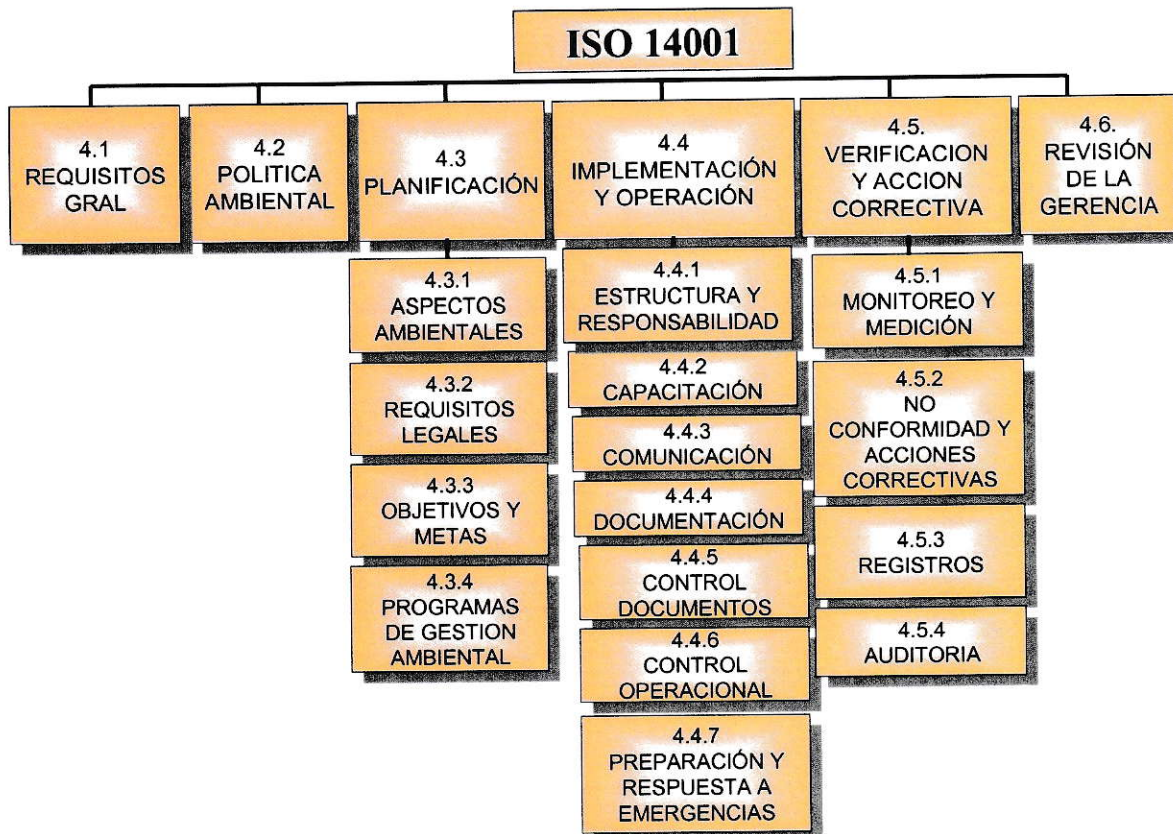 ISO 14001
4.1
REQUISITOS
GRAL
4.2
POLITICA
AMBIENTAL
4.3
PLANIFICACIÓN
4.4
IMPLEMENTACIÓN
Y OPERACIÓN
4.5.
VERIFICACION
Y ACCION
CORRECTIVA
4.6.
REVISIÓN
DE LA
GERENCIA
4.3.1
ASPECTOS
AMBIENTALES
4.3.2
REQUISITOS
LEGALES
4.3.3
OBJETIVOS Y
METAS
4.3.4
PROGRAMAS
DE GESTION
AMBIENTAL
4.4.1
ESTRUCTURA Y
RESPONSABILIDAD
4.4.2
CAPACITACIÓN
4.4.3
COMUNICACIÓN
4.4.4
DOCUMENTACIÓN
4.4.5
CONTROL
DOCUMENTOS
4.4.6
CONTROL
OPERACIONAL
4.4.7
PREPARACIÓN Y
RESPUESTA A
EMERGENCIAS
4.5.1
MONITOREO Y
MEDICIÓN
4.5.2
NO
CONFORMIDAD Y
ACCIONES
CORRECTIVAS
4.5.3
REGISTROS
4.5.4
AUDITORIA